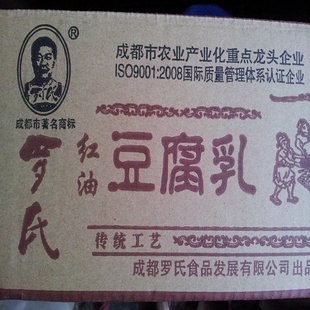 ®
成都市著名商标
成都市农业产业化重点龙头企业
ISO9001:2008国际质量管理体系认证企业
罗氏
红油
豆腐乳
传统工艺
成都罗氏食品发展有限公司出品